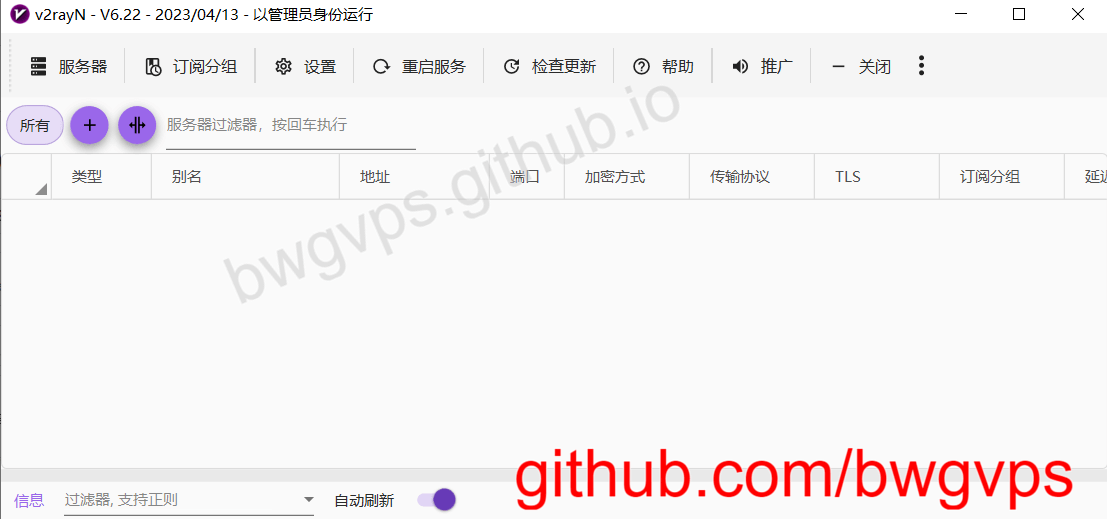 v2rayN - V6.22 - 2023/04/13 - 以管理员身份运行
服务器 订阅分组 设置 重启服务 检查更新 帮助 推广 关闭
所有 服务器过滤器，按回车执行
类型 别名 地址 端口 加密方式 传输协议 TLS 订阅分组
bwgvps.github.io
github.com/bwgvps
信息 过滤器, 支持正则 自动刷新